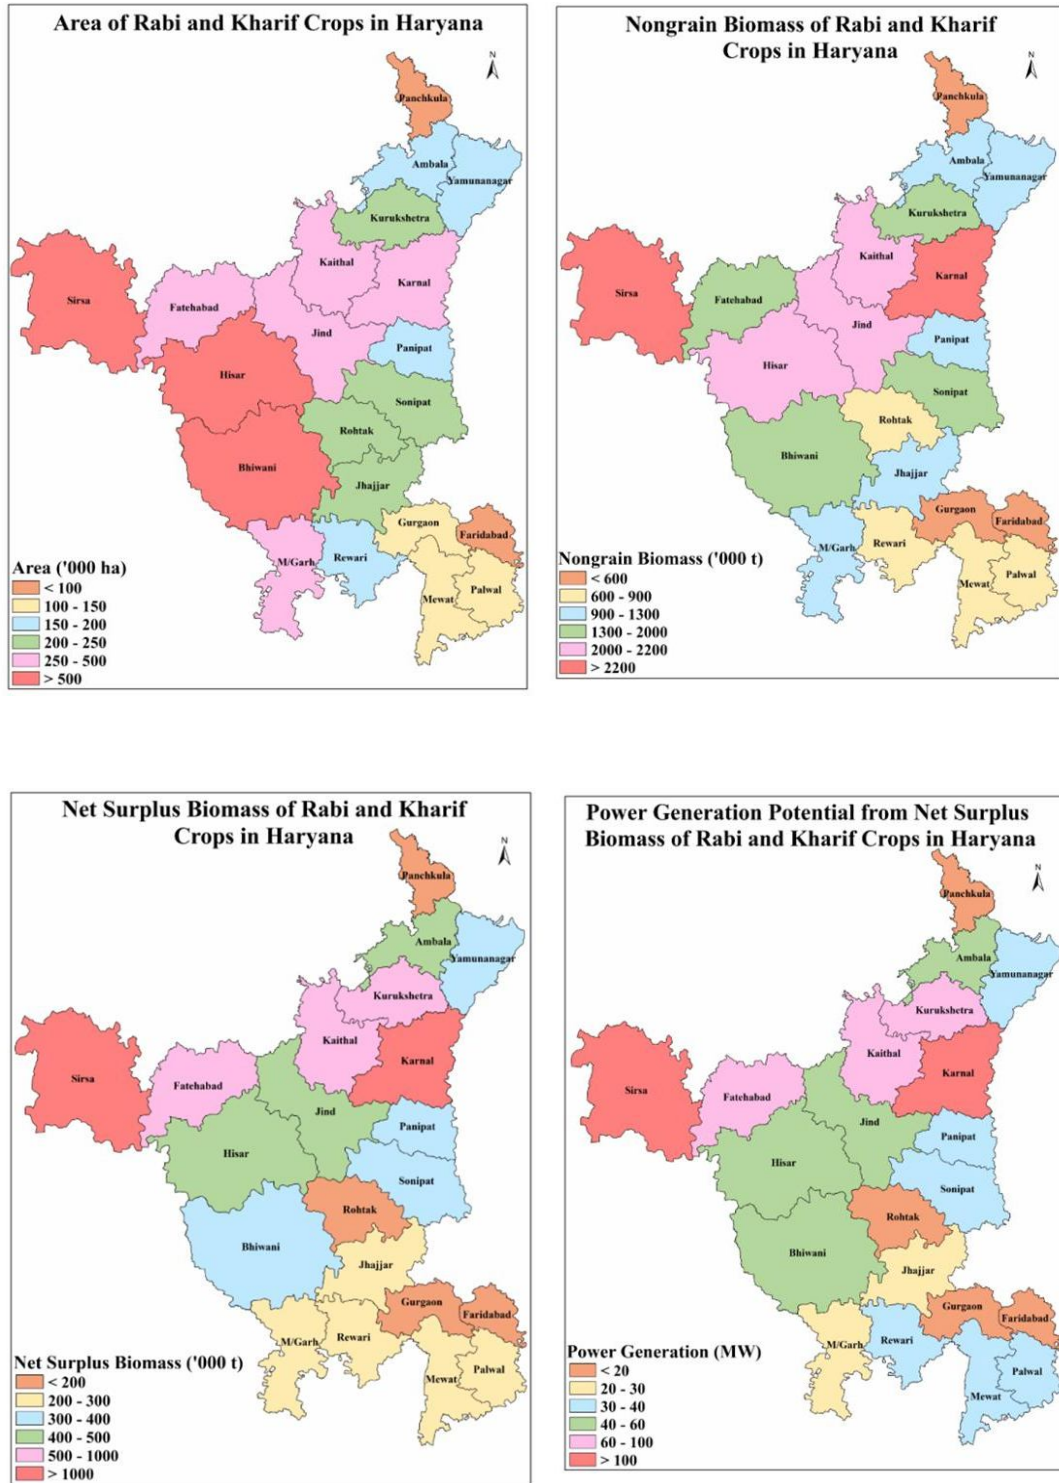 Area of Rabi and Kharif Crops in Haryana
N
Panchkula
Ambala
Yamunanagar
Kurukshetra
Kaithal
Karnal
Sirsa
Fatehabad
Jind
Panipat
Hisar
Sonipat
Rohtak
Bhiwani
Jhajjar
Gurgaon
Faridabad
M/Garh
Rewari
Mewat
Palwal
Area ('000 ha)
< 100
100 - 150
150 - 200
200 - 250
250 - 500
> 500
Nongrain Biomass of Rabi and Kharif
Crops in Haryana
N
Panchkula
Ambala
Yamunanagar
Kurukshetra
Kaithal
Karnal
Sirsa
Fatehabad
Jind
Panipat
Hisar
Sonipat
Rohtak
Bhiwani
Jhajjar
Gurgaon
Faridabad
M/Garh
Rewari
Mewat
Palwal
Nongrain Biomass ('000 t)
< 600
600 - 900
900 - 1300
1300 - 2000
2000 - 2200
> 2200
Net Surplus Biomass of Rabi and Kharif
Crops in Haryana
N
Panchkula
Ambala
Yamunanagar
Kurukshetra
Kaithal
Karnal
Sirsa
Fatehabad
Jind
Panipat
Hisar
Sonipat
Rohtak
Bhiwani
Jhajjar
Gurgaon
Faridabad
M/Garh
Rewari
Mewat
Palwal
Net Surplus Biomass ('000 t)
< 200
200 - 300
300 - 400
400 - 500
500 - 1000
> 1000
Power Generation Potential from Net Surplus
Biomass of Rabi and Kharif Crops in Haryana
N
Panchkula
Ambala
Yamunanagar
Kurukshetra
Kaithal
Karnal
Sirsa
Fatehabad
Jind
Panipat
Hisar
Sonipat
Rohtak
Bhiwani
Jhajjar
Gurgaon
Faridabad
M/Garh
Rewari
Mewat
Palwal
Power Generation (MW)
< 20
20 - 30
30 - 40
40 - 60
60 - 100
> 100